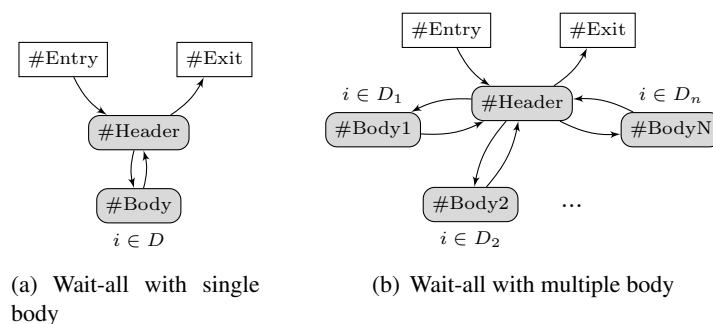 #Entry #Exit
#Header
#Body
i ∈ D
(a) Wait-all with single
body
#Entry #Exit
i ∈ D₁ #Header i ∈ Dₙ
#Body1 #BodyN
#Body2 ...
i ∈ D₂
(b) Wait-all with multiple body